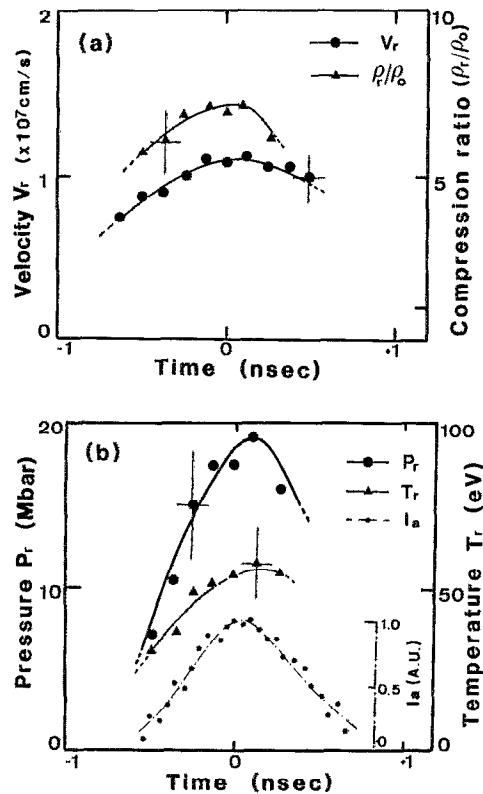 (a)
2
1
0
Velocity Vr (x10⁷cm/s)
10
5
Compression ratio (ρr/ρo)
Vr
ρr/ρo
-1
0
.1
Time (nsec)
(b)
20
10
0
Pressure Pr (Mbar)
100
50
0
Temperature Tr (eV)
Pr
Tr
Ia
1.0
0.5
0
Ia (A.U.)
-1
0
.1
Time (nsec)